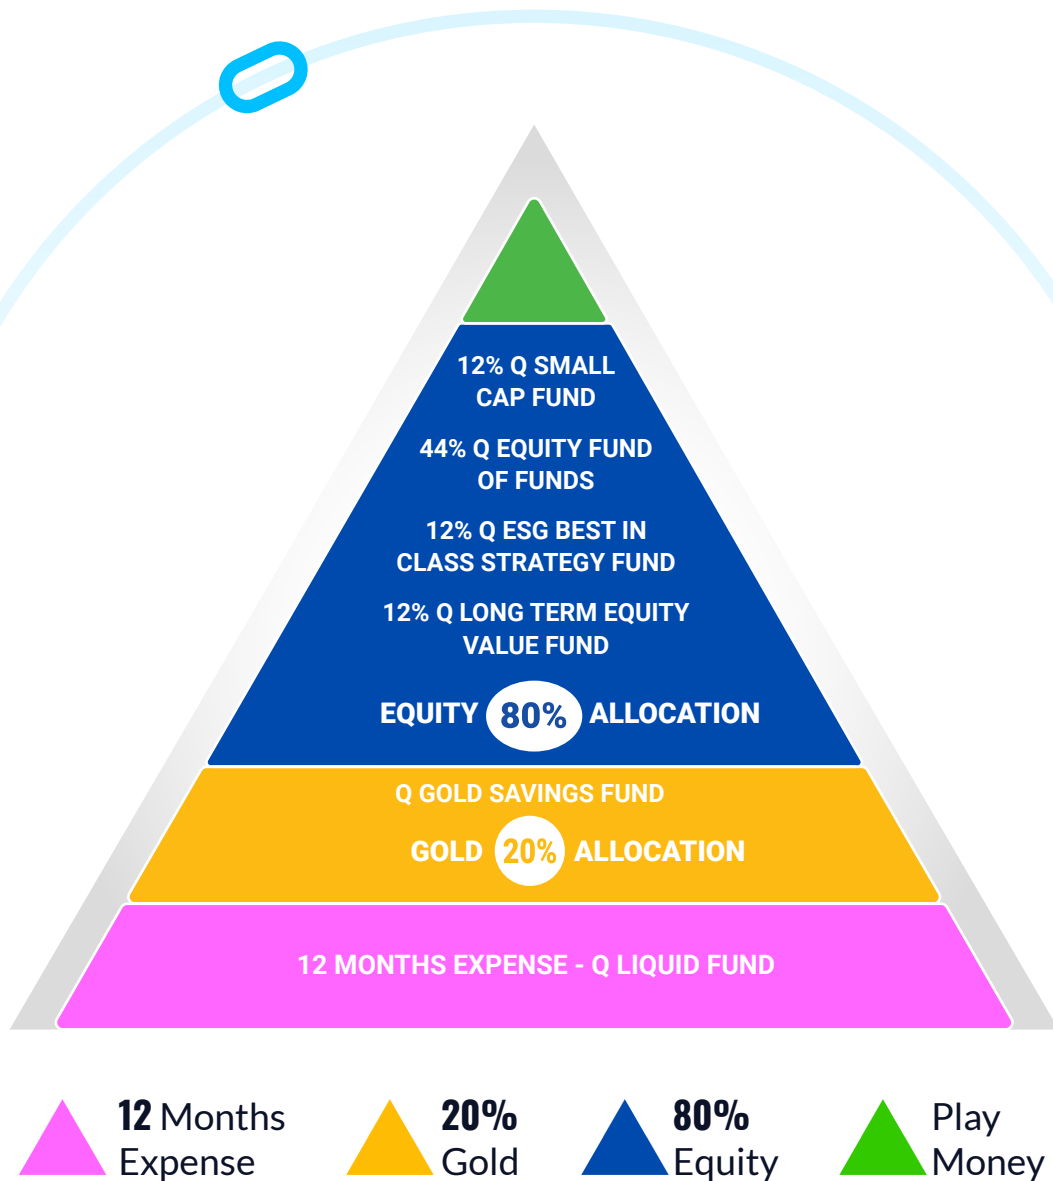 12% Q SMALL
CAP FUND
44% Q EQUITY FUND
OF FUNDS
12% Q ESG BEST IN
CLASS STRATEGY FUND
12% Q LONG TERM EQUITY
VALUE FUND
EQUITY 80% ALLOCATION
Q GOLD SAVINGS FUND
GOLD 20% ALLOCATION
12 MONTHS EXPENSE - Q LIQUID FUND
12 Months
Expense
20%
Gold
80%
Equity
Play
Money